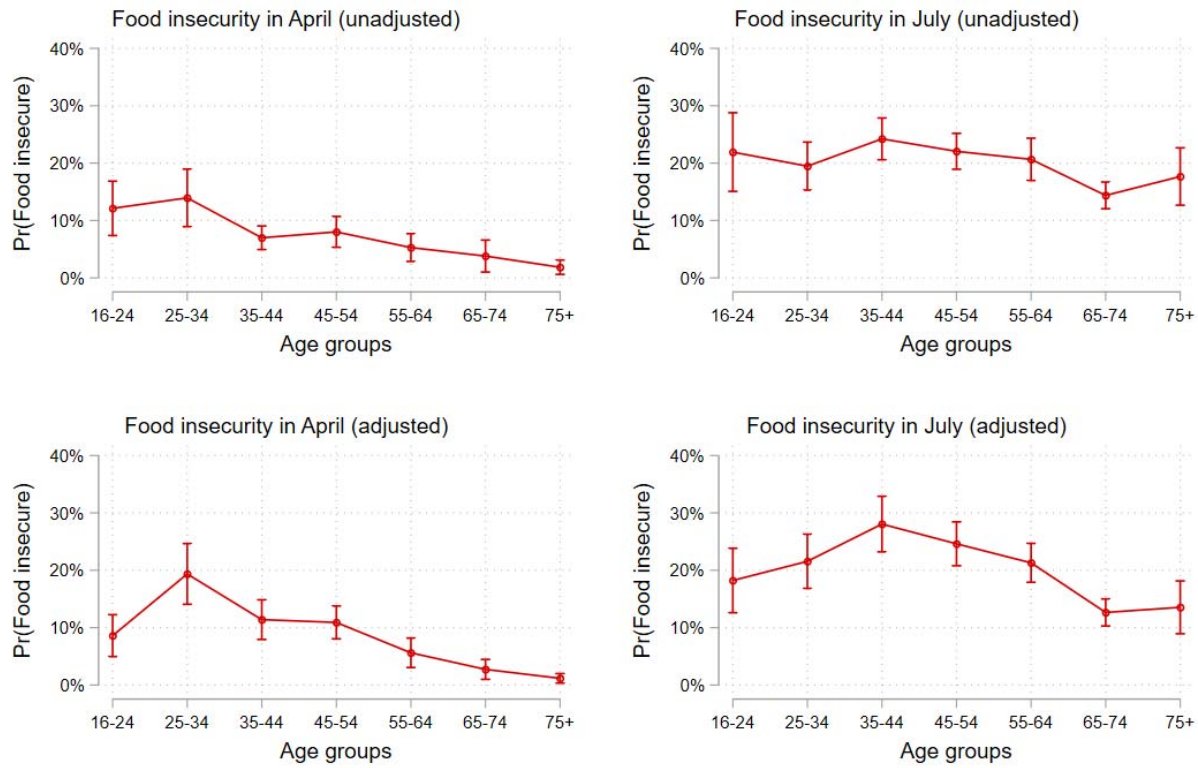 Food insecurity in April (unadjusted)
40%
30%
20%
10%
0%
Pr(Food insecure)
16-24 25-34 35-44 45-54 55-64 65-74 75+
Age groups
Food insecurity in July (unadjusted)
40%
30%
20%
10%
0%
Pr(Food insecure)
16-24 25-34 35-44 45-54 55-64 65-74 75+
Age groups
Food insecurity in April (adjusted)
40%
30%
20%
10%
0%
Pr(Food insecure)
16-24 25-34 35-44 45-54 55-64 65-74 75+
Age groups
Food insecurity in July (adjusted)
40%
30%
20%
10%
0%
Pr(Food insecure)
16-24 25-34 35-44 45-54 55-64 65-74 75+
Age groups